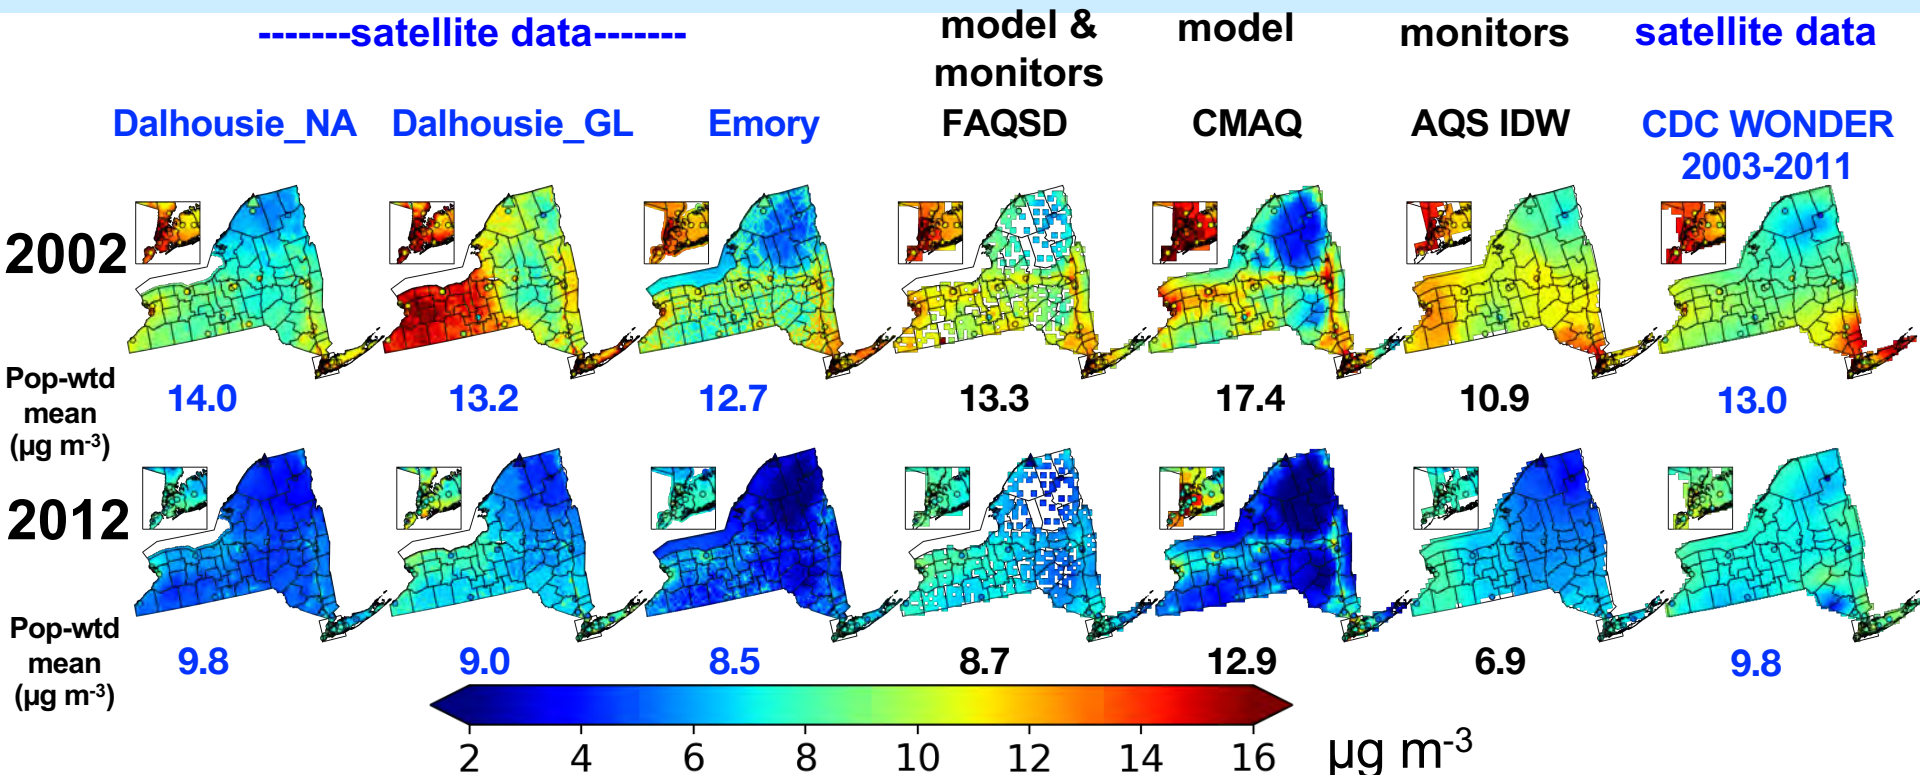 -------satellite data-------
model &
monitors
model
monitors
satellite data
Dalhousie_NA
Dalhousie_GL
Emory
FAQSD
CMAQ
AQS IDW
CDC WONDER
2003-2011
2002
Pop-wtd
mean
(µg m-3)
14.0
13.2
12.7
13.3
17.4
10.9
13.0
2012
Pop-wtd
mean
(µg m-3)
9.8
9.0
8.5
8.7
12.9
6.9
9.8
2 4 6 8 10 12 14 16 µg m-3